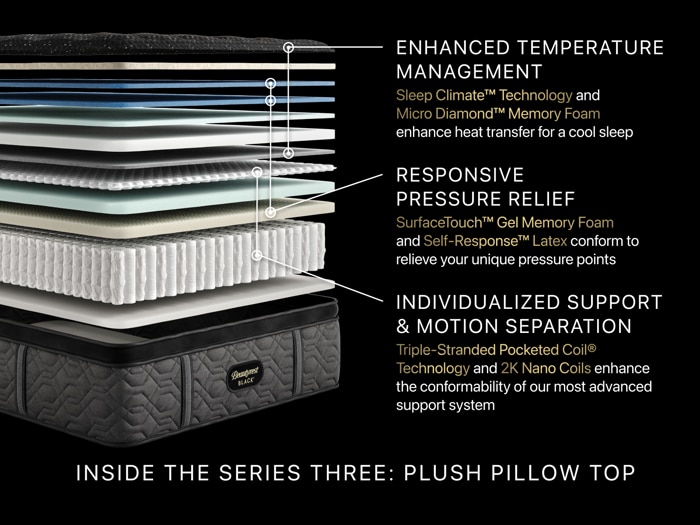 ENHANCED TEMPERATURE
MANAGEMENT
Sleep Climate™ Technology and
Micro Diamond™ Memory Foam
enhance heat transfer for a cool sleep
RESPONSIVE
PRESSURE RELIEF
SurfaceTouch™ Gel Memory Foam
and Self-Response™ Latex conform to
relieve your unique pressure points
INDIVIDUALIZED SUPPORT
& MOTION SEPARATION
Triple-Stranded Pocketed Coil®
Technology and 2K Nano Coils enhance
the conformability of our most advanced
support system
Beautyrest
BLACK
INSIDE THE SERIES THREE: PLUSH PILLOW TOP